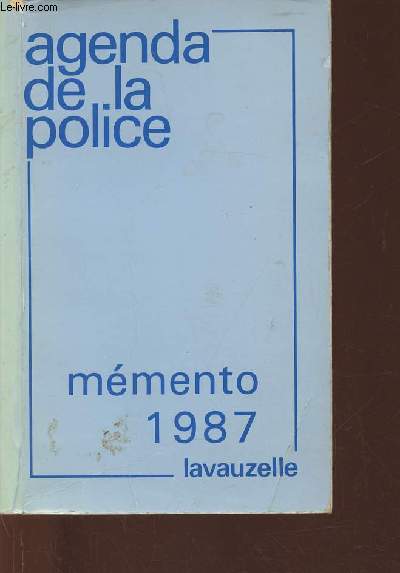 Le-livre.com
agenda
de la
police
mémento
1987
lavauzelle